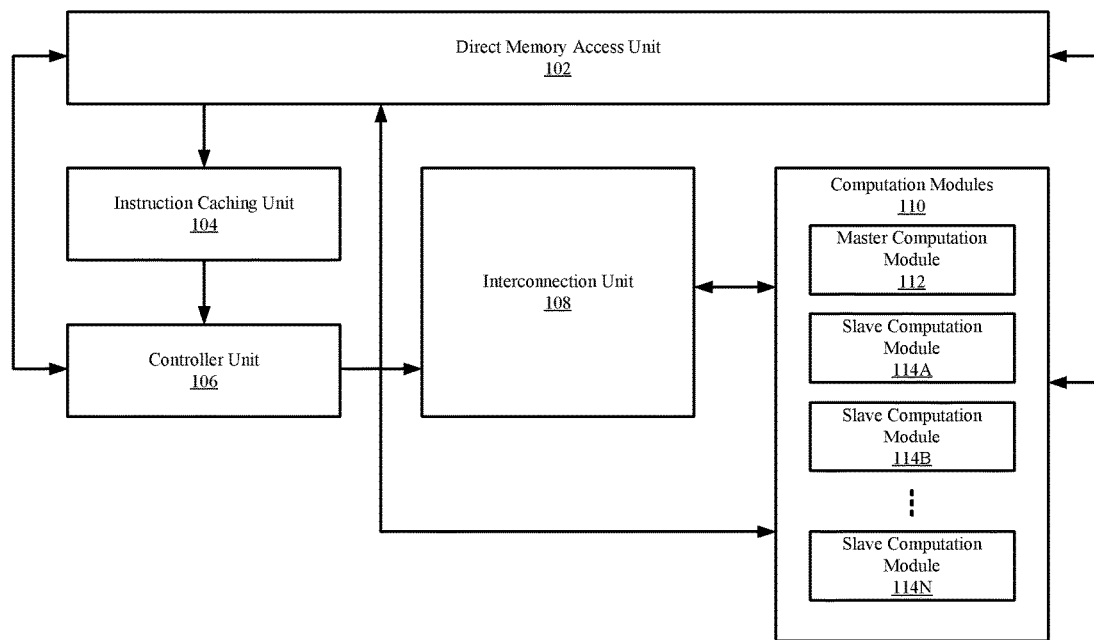 Direct Memory Access Unit
102
Instruction Caching Unit
104
Controller Unit
106
Interconnection Unit
108
Computation Modules
110
Master Computation
Module
112
Slave Computation
Module
114A
Slave Computation
Module
114B
Slave Computation
Module
114N